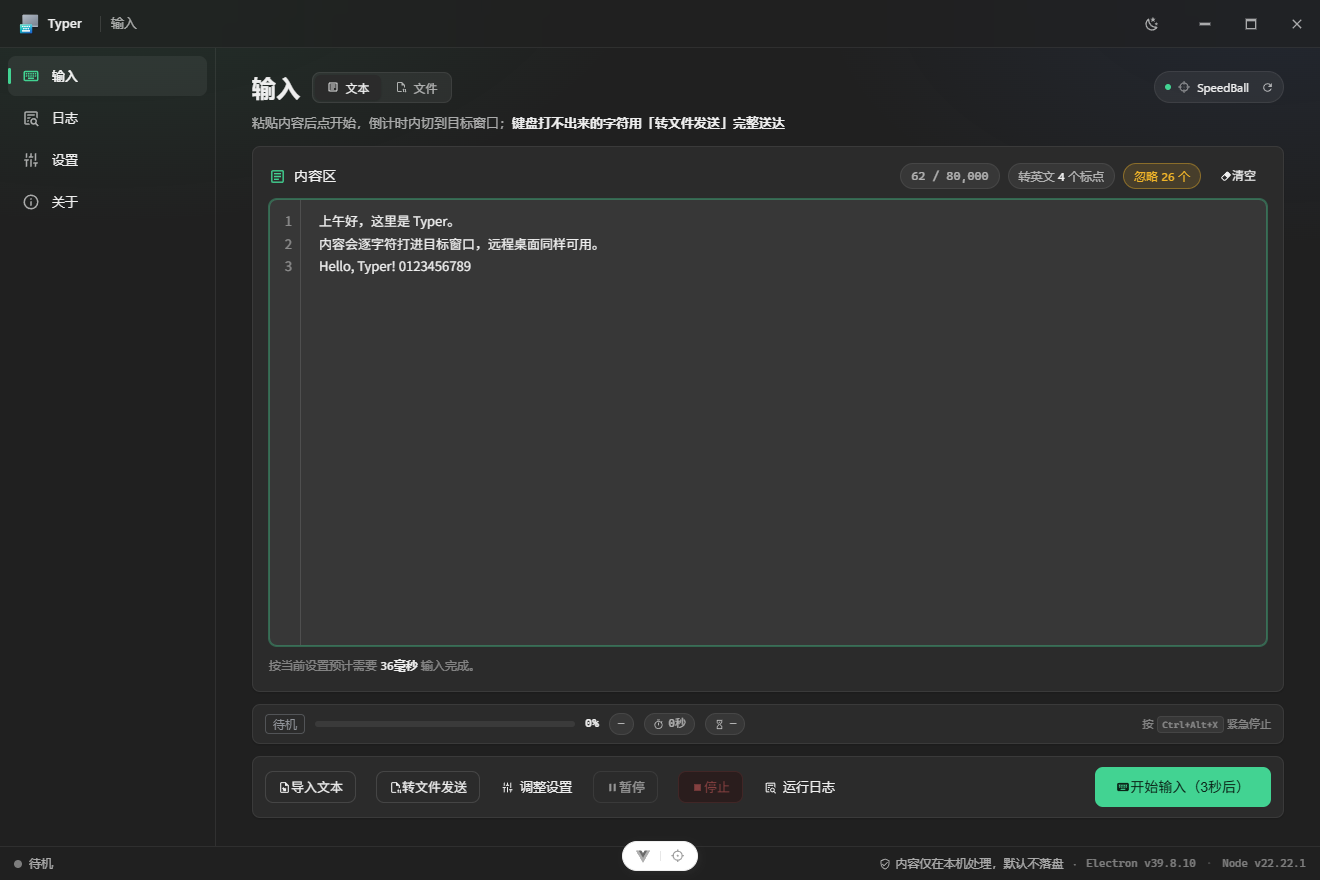 Typer 输入
输入
日志
设置
关于
输入 文本 文件
SpeedBall
粘贴内容后点开始，倒计时内切到目标窗口；键盘打不出来的字符用「转文件发送」完整送达
内容区
62 / 80,000
转英文 4 个标点
忽略 26 个
清空
1 上午好，这里是 Typer。
2 内容会逐字符打进目标窗口，远程桌面同样可用。
3 Hello, Typer! 0123456789
按当前设置预计需要 36毫秒 输入完成。
待机 0% — 0秒 —
按 Ctrl+Alt+X 紧急停止
导入文本 转文件发送 调整设置 暂停 停止 运行日志 开始输入（3秒后）
待机
内容仅在本机处理，默认不落盘 · Electron v39.8.10 · Node v22.22.1